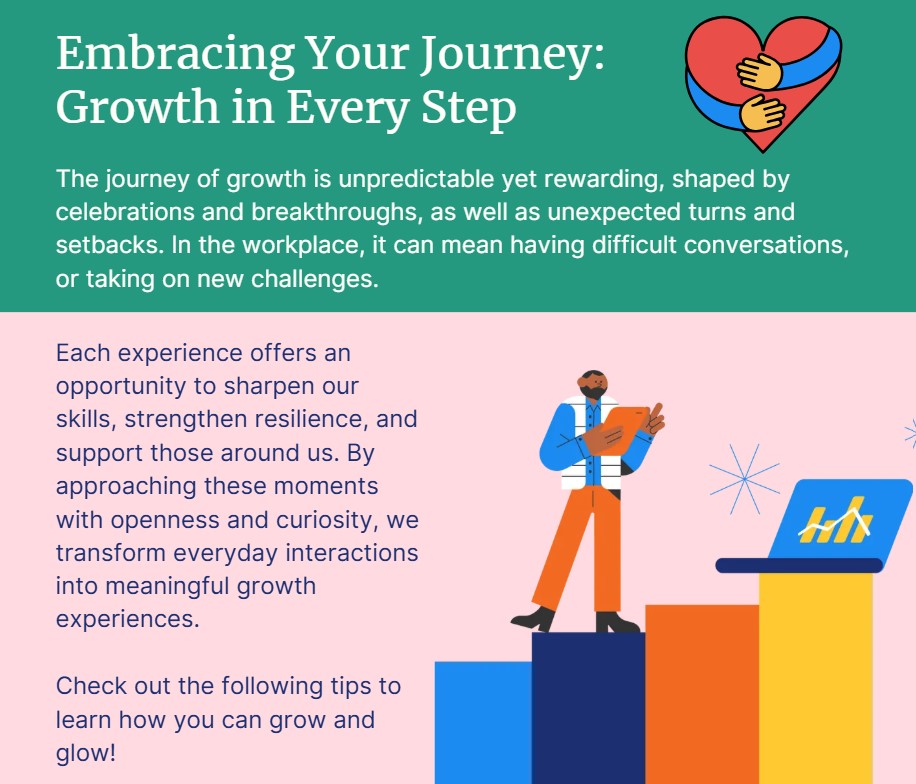 Embracing Your Journey:
Growth in Every Step
The journey of growth is unpredictable yet rewarding, shaped by
celebrations and breakthroughs, as well as unexpected turns and
setbacks. In the workplace, it can mean having difficult conversations,
or taking on new challenges.
Each experience offers an
opportunity to sharpen our
skills, strengthen resilience, and
support those around us. By
approaching these moments
with openness and curiosity, we
transform everyday interactions
into meaningful growth
experiences.
Check out the following tips to
learn how you can grow and
glow!